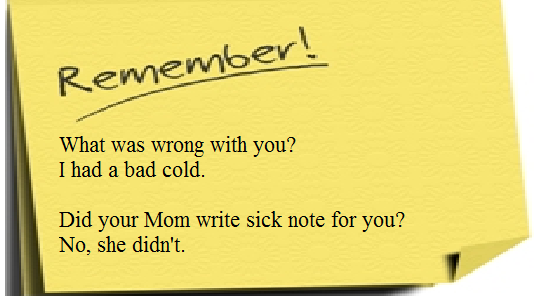 Remember!
What was wrong with you?
I had a bad cold.
Did your Mom write sick note for you?
No, she didn't.